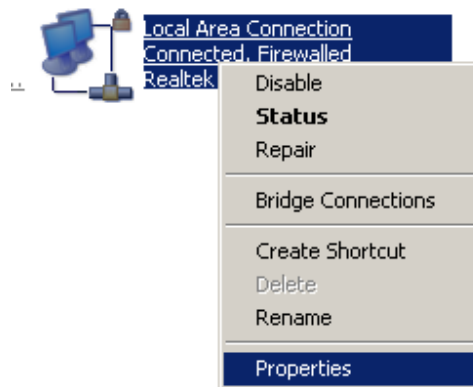 Local Area Connection
Connected, Firewalled
Realtek
Disable
Status
Repair
Bridge Connections
Create Shortcut
Delete
Rename
Properties